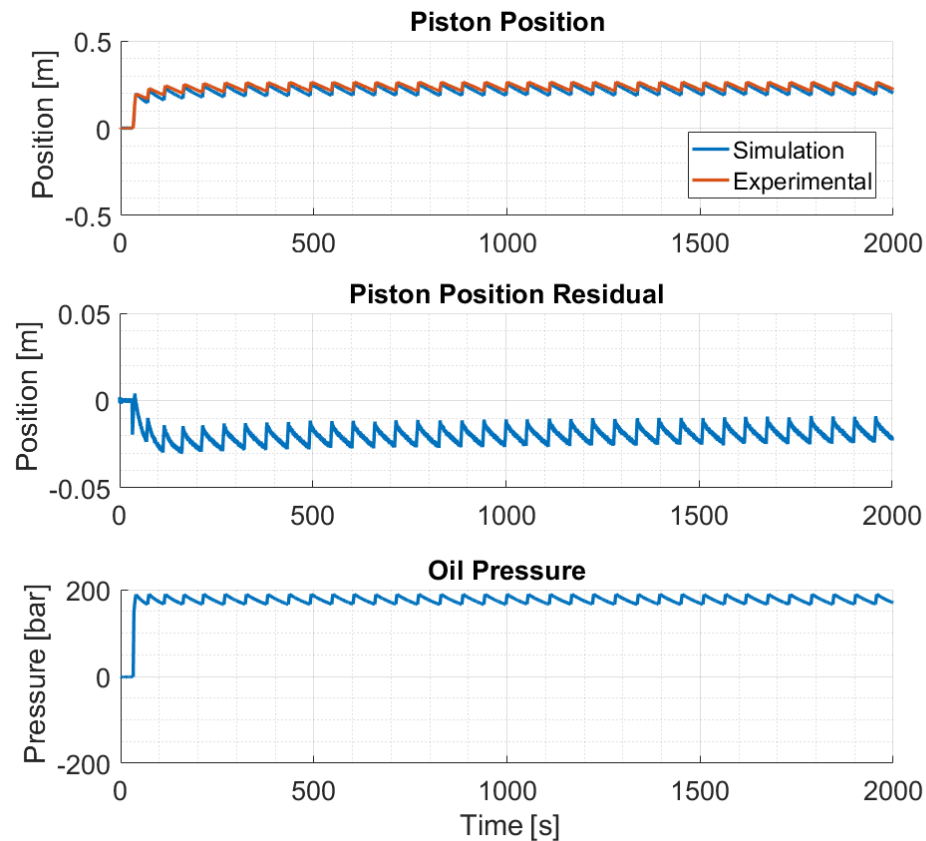 Piston Position
Position [m]
0.5
0
-0.5
0 500 1000 1500 2000
Simulation
Experimental
Piston Position Residual
Position [m]
0.05
0
-0.05
0 500 1000 1500 2000
Oil Pressure
Pressure [bar]
200
0
-200
0 500 1000 1500 2000
Time [s]